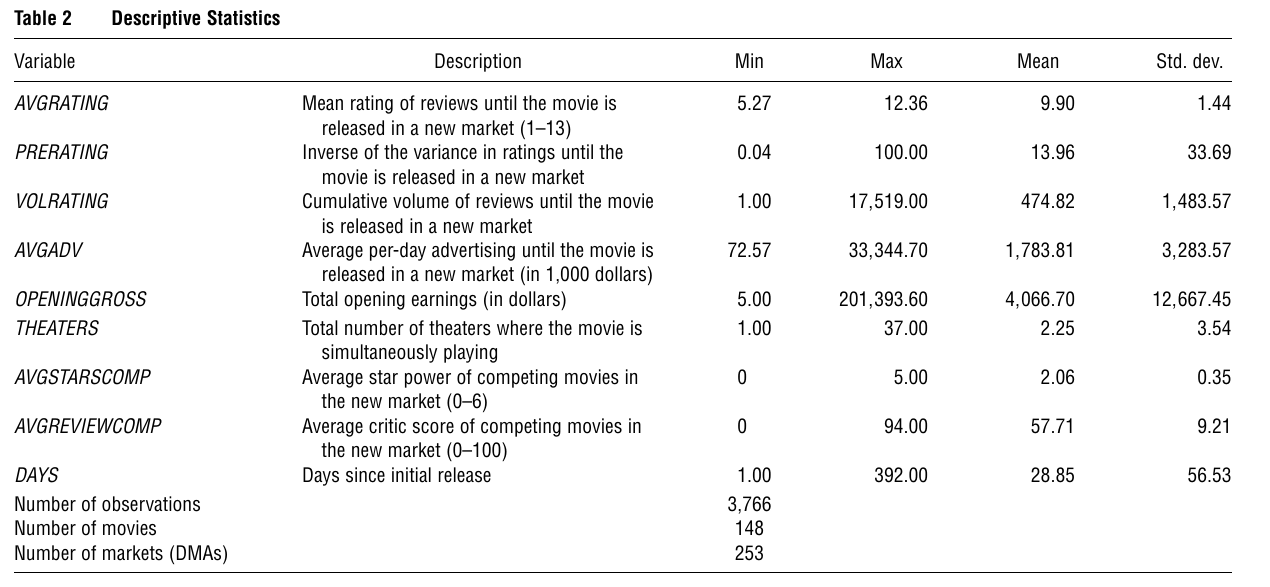 Table 2 Descriptive Statistics
Variable Description Min Max Mean Std. dev.
AVGRATING Mean rating of reviews until the movie is 5.27 12.36 9.90 1.44
released in a new market (1–13)
PRERATING Inverse of the variance in ratings until the 0.04 100.00 13.96 33.69
movie is released in a new market
VOLRATING Cumulative volume of reviews until the movie 1.00 17,519.00 474.82 1,483.57
is released in a new market
AVGADV Average per-day advertising until the movie is 72.57 33,344.70 1,783.81 3,283.57
released in a new market (in 1,000 dollars)
OPENINGGROSS Total opening earnings (in dollars) 5.00 201,393.60 4,066.70 12,667.45
THEATERS Total number of theaters where the movie is 1.00 37.00 2.25 3.54
simultaneously playing
AVGSTARSCOMP Average star power of competing movies in 0 5.00 2.06 0.35
the new market (0–6)
AVGREVIEWCOMP Average critic score of competing movies in 0 94.00 57.71 9.21
the new market (0–100)
DAYS Days since initial release 1.00 392.00 28.85 56.53
Number of observations 3,766
Number of movies 148
Number of markets (DMAs) 253